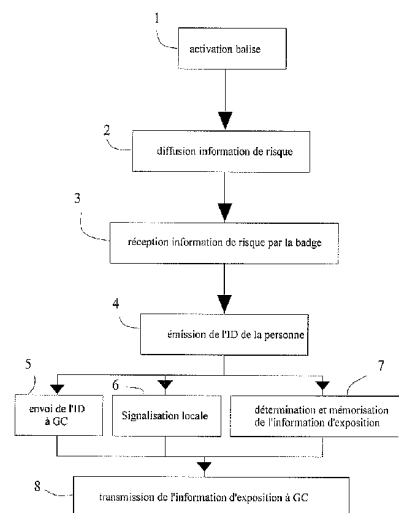 1
activation balise
2
diffusion information de risque
3
réception information de risque par la badge
4
émission de l'ID de la personne
5
6
7
envoi de l'ID
à GC
Signalisation locale
détermination et mémorisation
de l'information d'exposition
8
transmission de l'information d'exposition à GC